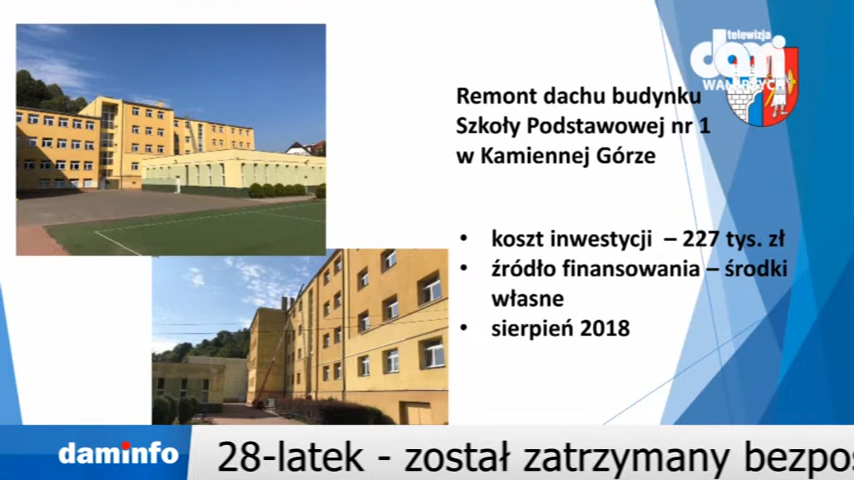 telewizja
dami
WAŁBRZYCH
Remont dachu budynku
Szkoły Podstawowej nr 1
w Kamiennej Górze
• koszt inwestycji – 227 tys. zł
• źródło finansowania – środki
własne
• sierpień 2018
daminfo
28-latek - został zatrzymany